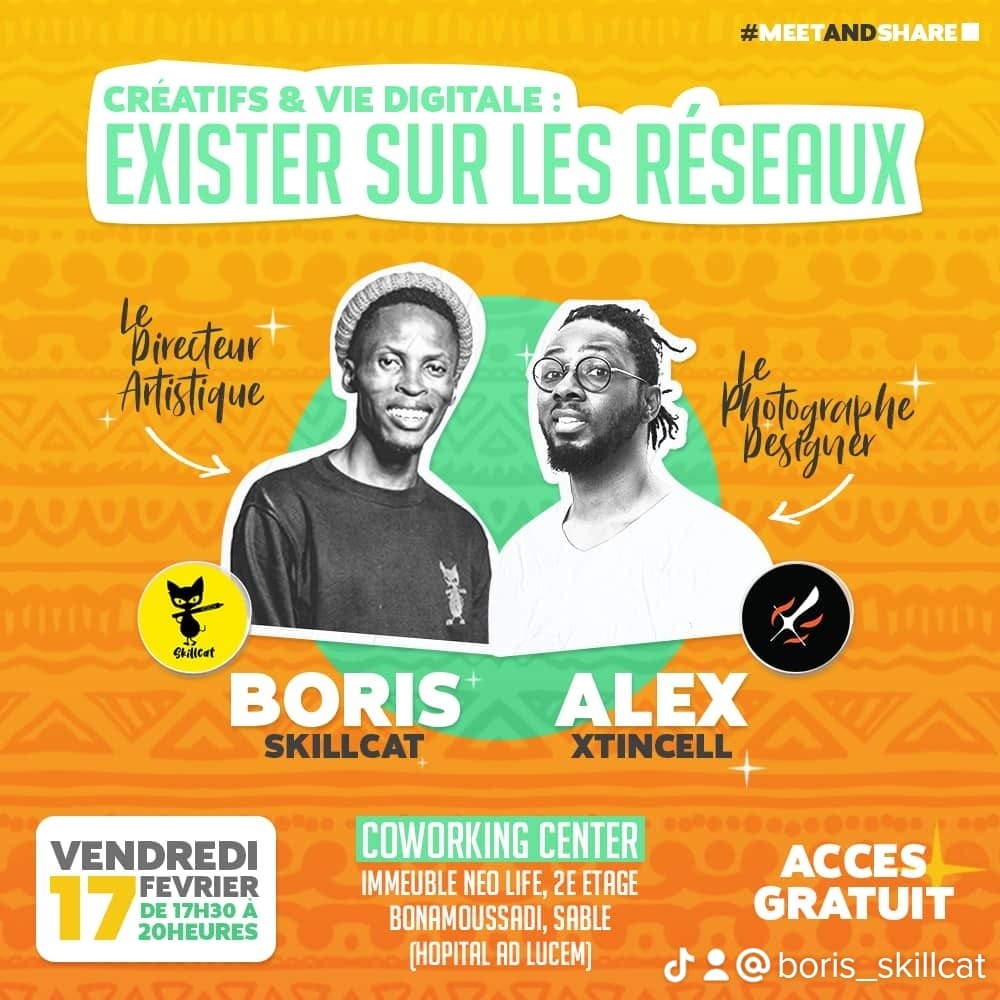 #MEETANDSHARE
CRÉATIFS & VIE DIGITALE :
EXISTER SUR LES RÉSEAUX
Le
Directeur
Artistique
Le
Photographe
Designer
SkillCat
BORIS
SKILLCAT
ALEX
XTINCELL
VENDREDI
17 FEVRIER
DE 17H30 À
20HEURES
COWORKING CENTER
IMMEUBLE NEO LIFE, 2E ETAGE
BONAMOUSSADI, SABLE
(HOPITAL AD LUCEM)
ACCES
GRATUIT
@boris_skillcat